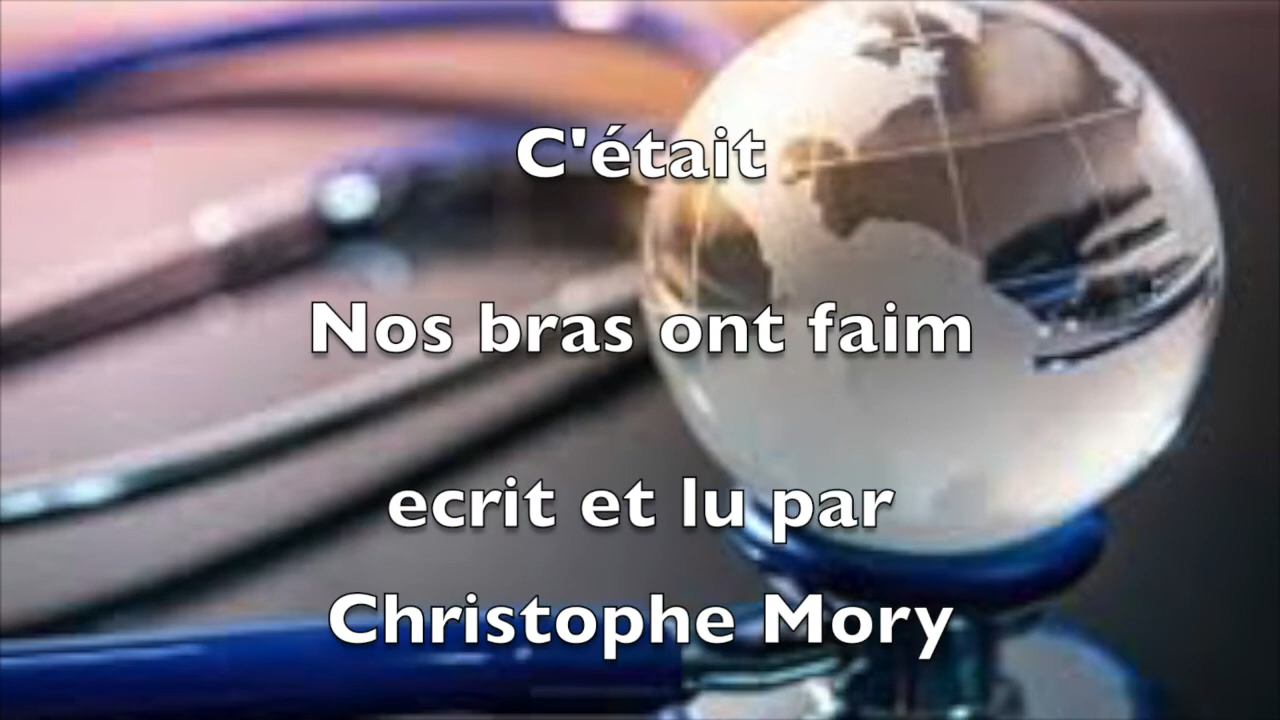 C'était
Nos bras ont faim
ecrit et lu par
Christophe Mory